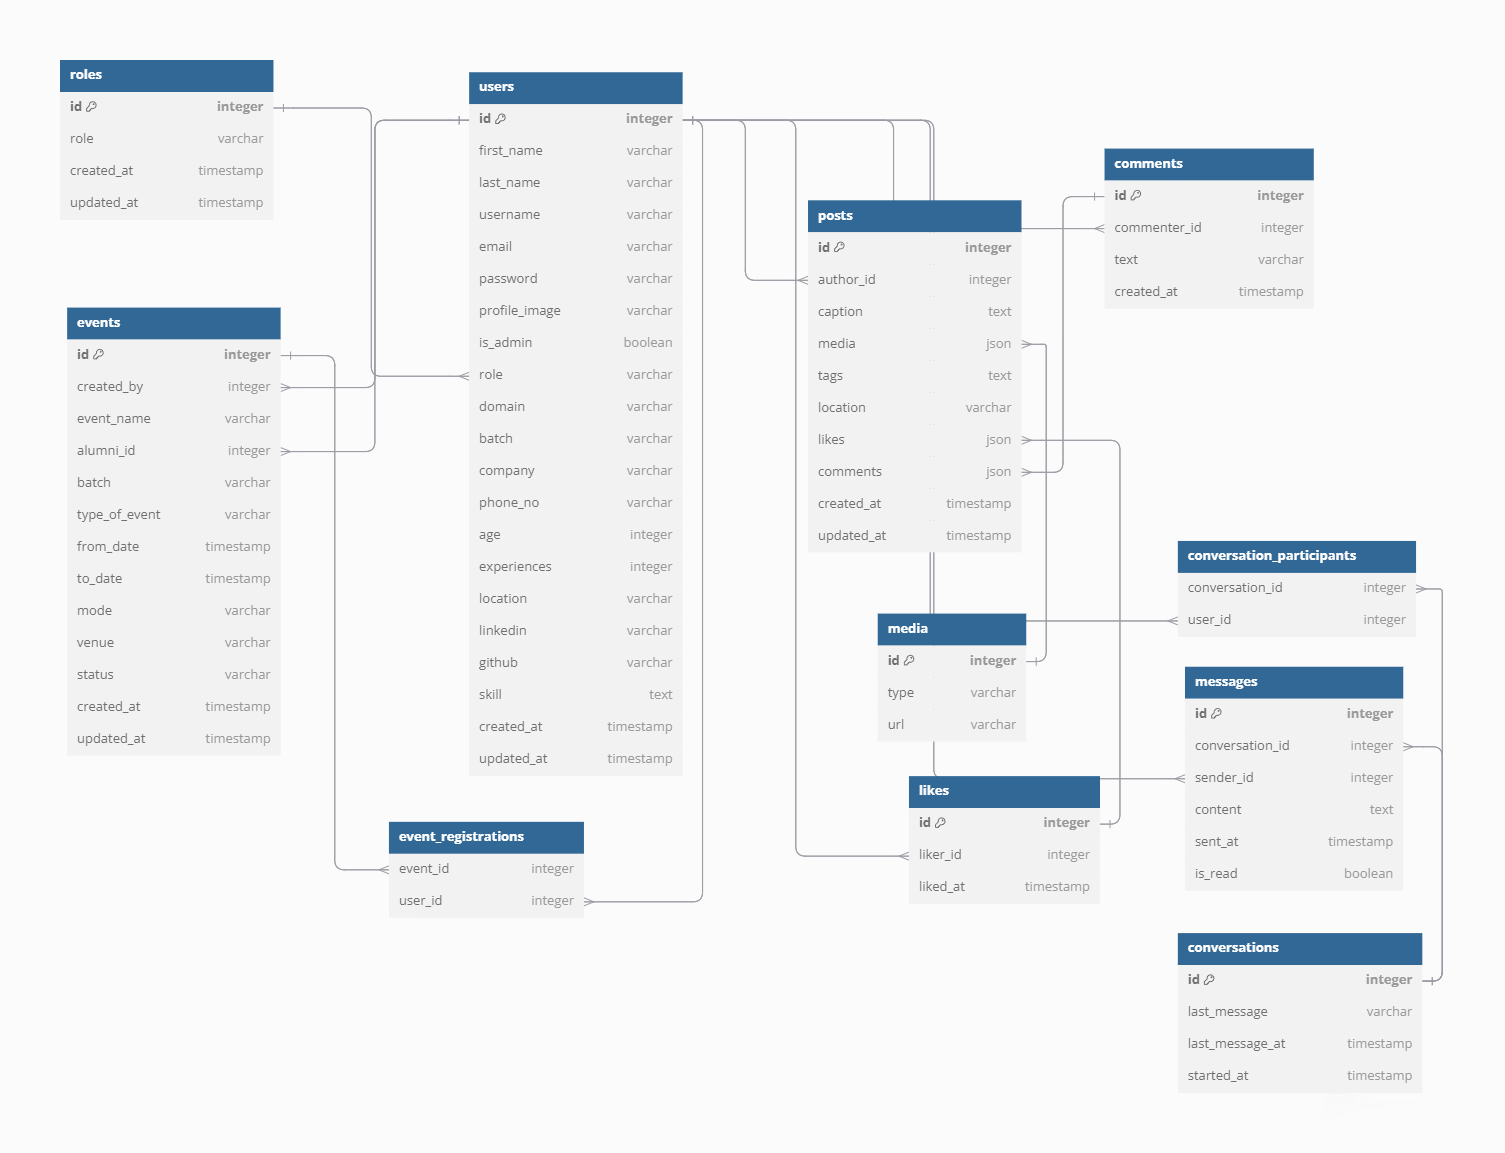 roles
id integer
role varchar
created_at timestamp
updated_at timestamp
users
id integer
first_name varchar
last_name varchar
username varchar
email varchar
password varchar
profile_image varchar
is_admin boolean
role varchar
domain varchar
batch varchar
company varchar
phone_no varchar
age integer
experiences integer
location varchar
linkedin varchar
github varchar
skill text
created_at timestamp
updated_at timestamp
comments
id integer
commenter_id integer
text varchar
created_at timestamp
posts
id integer
author_id integer
caption text
media json
tags text
location varchar
likes json
comments json
created_at timestamp
updated_at timestamp
events
id integer
created_by integer
event_name varchar
alumni_id integer
batch varchar
type_of_event varchar
from_date timestamp
to_date timestamp
mode varchar
venue varchar
status varchar
created_at timestamp
updated_at timestamp
conversation_participants
conversation_id integer
user_id integer
media
id integer
type varchar
url varchar
messages
id integer
conversation_id integer
sender_id integer
content text
sent_at timestamp
is_read boolean
likes
id integer
liker_id integer
liked_at timestamp
event_registrations
event_id integer
user_id integer
conversations
id integer
last_message varchar
last_message_at timestamp
started_at timestamp